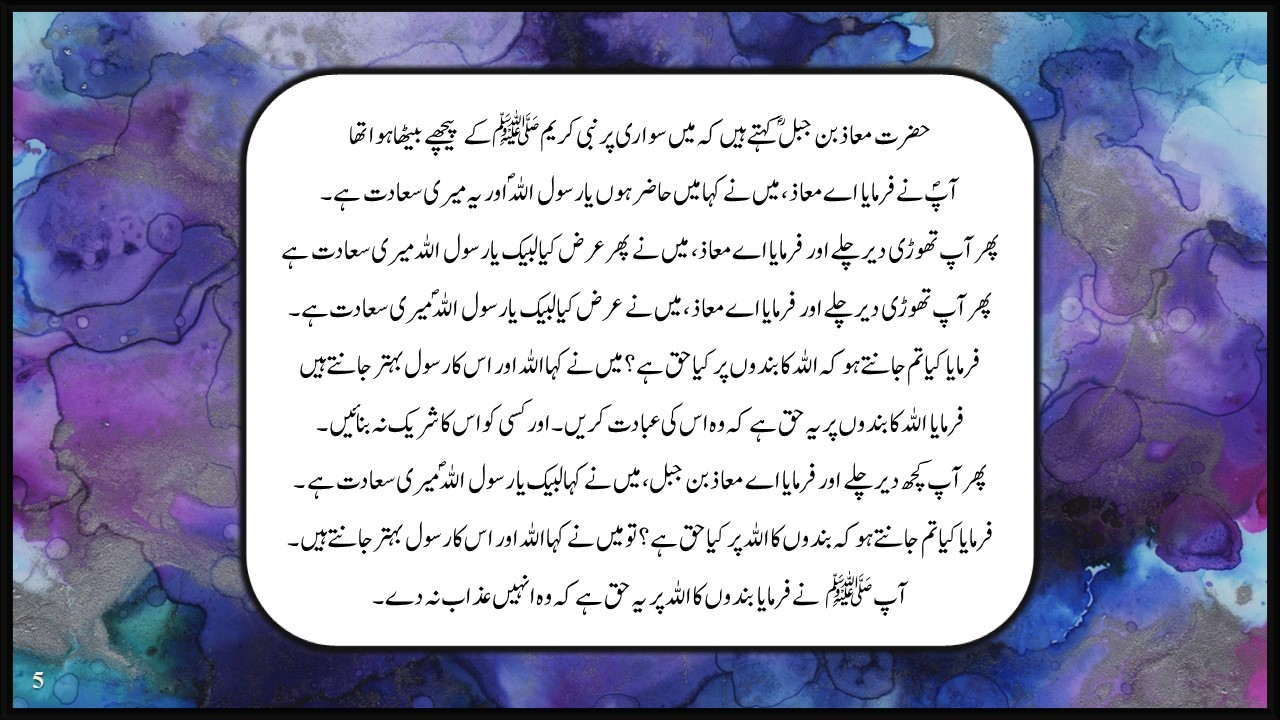 حضرت معاذ بن جبلؓ کہتے ہیں کہ میں سواری پر نبی کریم ﷺ کے پیچھے بیٹھا ہوا تھا
آپؐ نے فرمایا اے معاذ، میں نے کہا میں حاضر ہوں یا رسول اللہؐ اور یہ میری سعادت ہے۔
پھر آپ تھوڑی دیر چلے اور فرمایا اے معاذ، میں نے پھر عرض کیا لبیک یا رسول اللہ میری سعادت ہے
پھر آپ تھوڑی دیر چلے اور فرمایا اے معاذ، میں نے عرض کیا لبیک یا رسول اللہؐ میری سعادت ہے۔
فرمایا کیا تم جانتے ہو کہ اللہ کا بندوں پر کیا حق ہے؟ میں نے کہا اللہ اور اس کا رسول بہتر جانتے ہیں
فرمایا اللہ کا بندوں پر یہ حق ہے کہ وہ اس کی عبادت کریں۔ اور کسی کو اس کا شریک نہ بنائیں۔
پھر آپ کچھ دیر چلے اور فرمایا اے معاذ بن جبل، میں نے کہا لبیک یا رسول اللہؐ میری سعادت ہے۔
فرمایا کیا تم جانتے ہو کہ بندوں کا اللہ پر کیا حق ہے؟ تو میں نے کہا اللہ اور اس کا رسول بہتر جانتے ہیں۔
آپ ﷺ نے فرمایا بندوں کا اللہ پر یہ حق ہے کہ وہ انہیں عذاب نہ دے۔
5